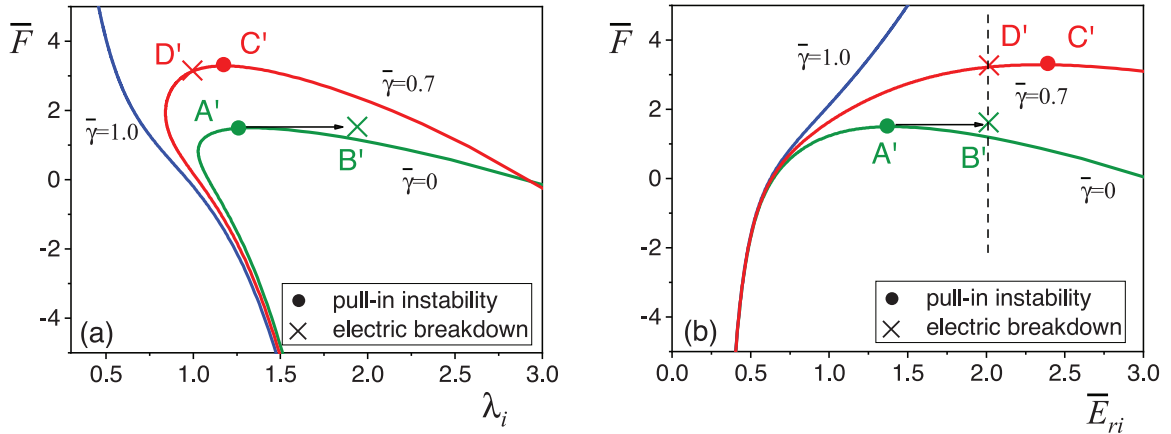 F̅
4
2
0
-2
-4
0.5
1.0
1.5
2.0
2.5
3.0
λi
D'
C'
A'
B'
γ̅=1.0
γ̅=0.7
γ̅=0
(a)
pull-in instability
electric breakdown
F̅
4
2
0
-2
-4
0.0
0.5
1.0
1.5
2.0
2.5
3.0
E̅ri
γ̅=1.0
D'
C'
γ̅=0.7
A'
B'
γ̅=0
(b)
pull-in instability
electric breakdown